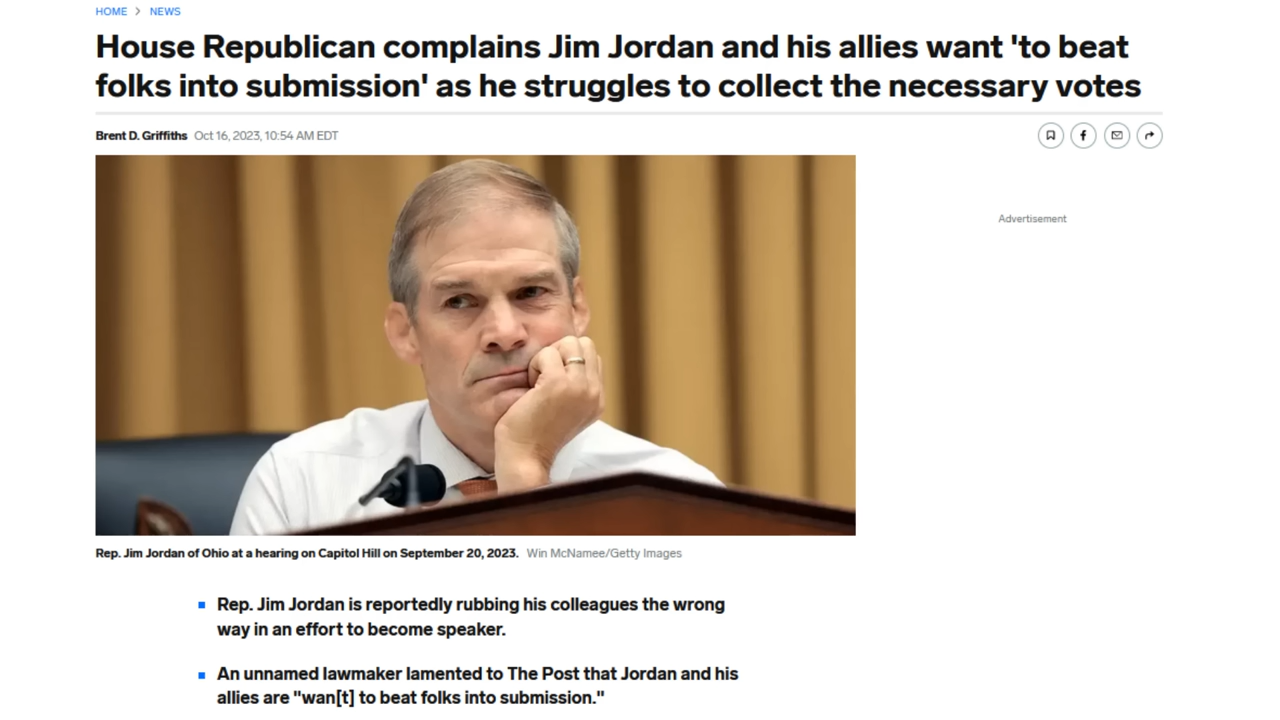 HOME > NEWS
House Republican complains Jim Jordan and his allies want 'to beat
folks into submission' as he struggles to collect the necessary votes
Brent D. Griffiths Oct 16, 2023, 10:54 AM EDT
Advertisement
Rep. Jim Jordan of Ohio at a hearing on Capitol Hill on September 20, 2023. Win McNamee/Getty Images
Rep. Jim Jordan is reportedly rubbing his colleagues the wrong
way in an effort to become speaker.
An unnamed lawmaker lamented to The Post that Jordan and his
allies are "wan[t] to beat folks into submission."